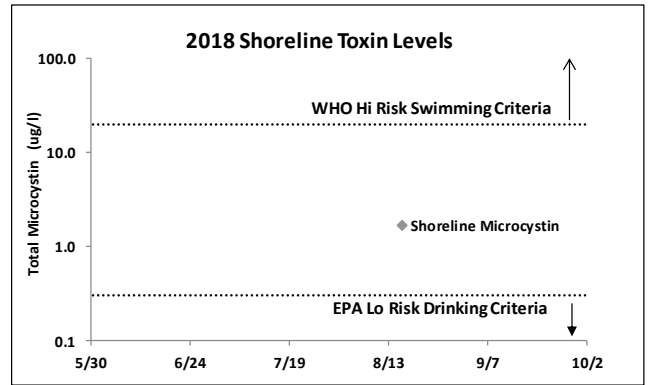 2018 Shoreline Toxin Levels
Total Microcystin (ug/l)
100.0
10.0
1.0
0.1
WHO Hi Risk Swimming Criteria
Shoreline Microcystin
EPA Lo Risk Drinking Criteria
5/30 6/24 7/19 8/13 9/7 10/2